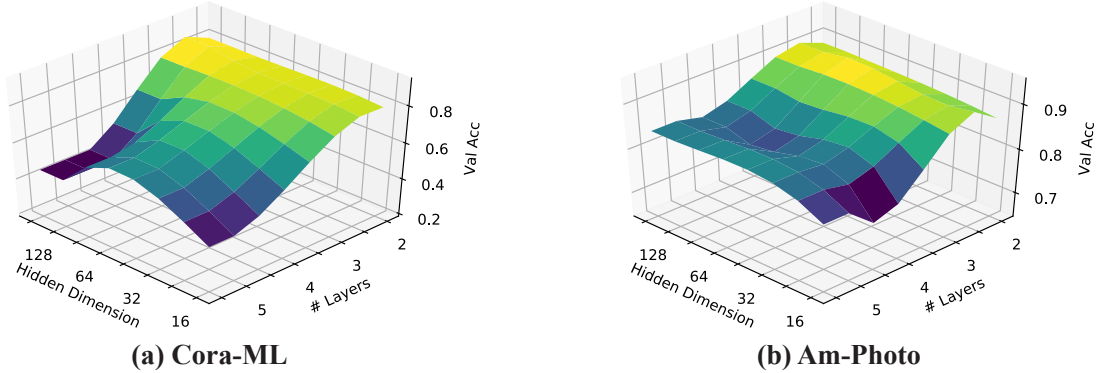 0.8
0.6
0.4
0.2
Val Acc
128
64
32
16
Hidden Dimension
5
4
3
2
# Layers
(a) Cora-ML
0.9
0.8
0.7
Val Acc
128
64
32
16
Hidden Dimension
5
4
3
2
# Layers
(b) Am-Photo